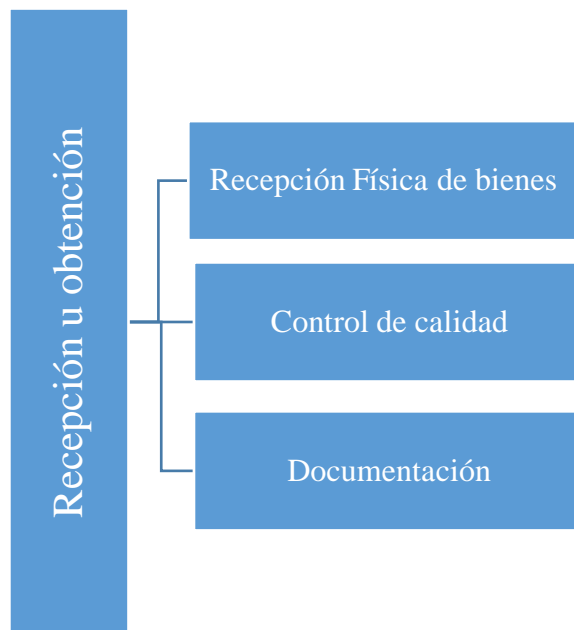 Recepción u obtención
Recepción Física de bienes
Control de calidad
Documentación